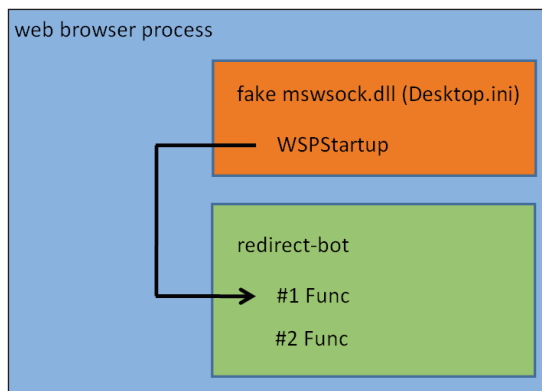 web browser process
fake mswsock.dll (Desktop.ini)
WSPStartup
redirect-bot
#1 Func
#2 Func